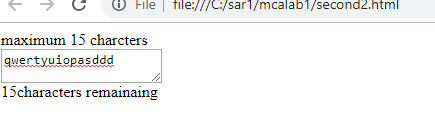 File | file:///C:/sar1/mcalab1/second2.html
maximum 15 charcters
qwertyuiopasddd
15characters remainaing